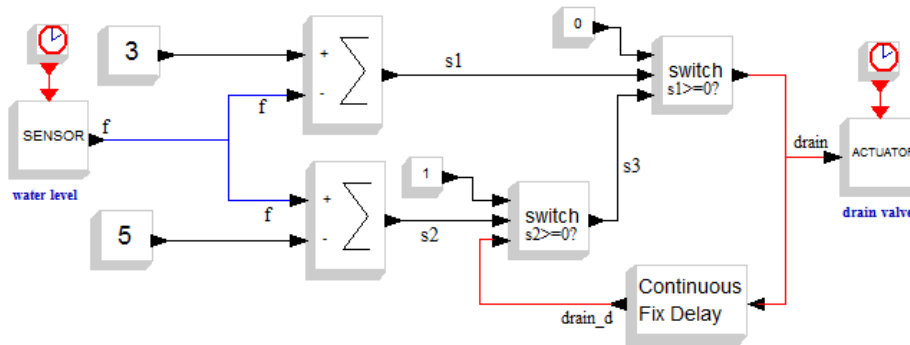 0
3
+
-
s1
switch
s1>=0?
SENSOR
f
f
water level
s3
drain
ACTUATOR
drain valve
1
+
-
f
s2
switch
s2>=0?
5
Continuous
Fix Delay
drain_d